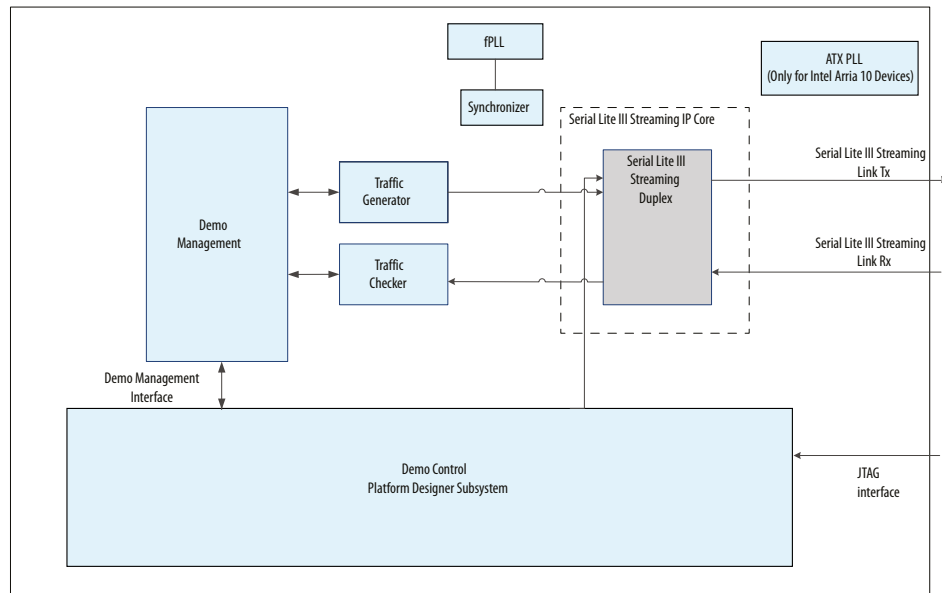 fPLL
ATX PLL
(Only for Intel Arria 10 Devices)
Synchronizer
Serial Lite III Streaming IP Core
Serial Lite III
Streaming
Duplex
Serial Lite III Streaming
Link Tx
Traffic
Generator
Demo
Management
Serial Lite III Streaming
Link Rx
Traffic
Checker
Demo Management
Interface
Demo Control
Platform Designer Subsystem
JTAG
interface